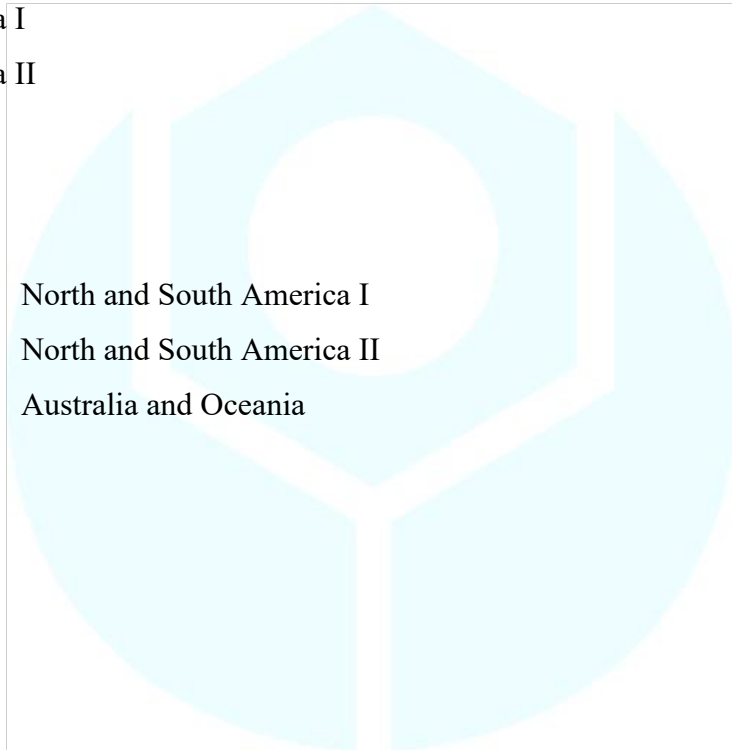 a I
a II
North and South America I
North and South America II
Australia and Oceania